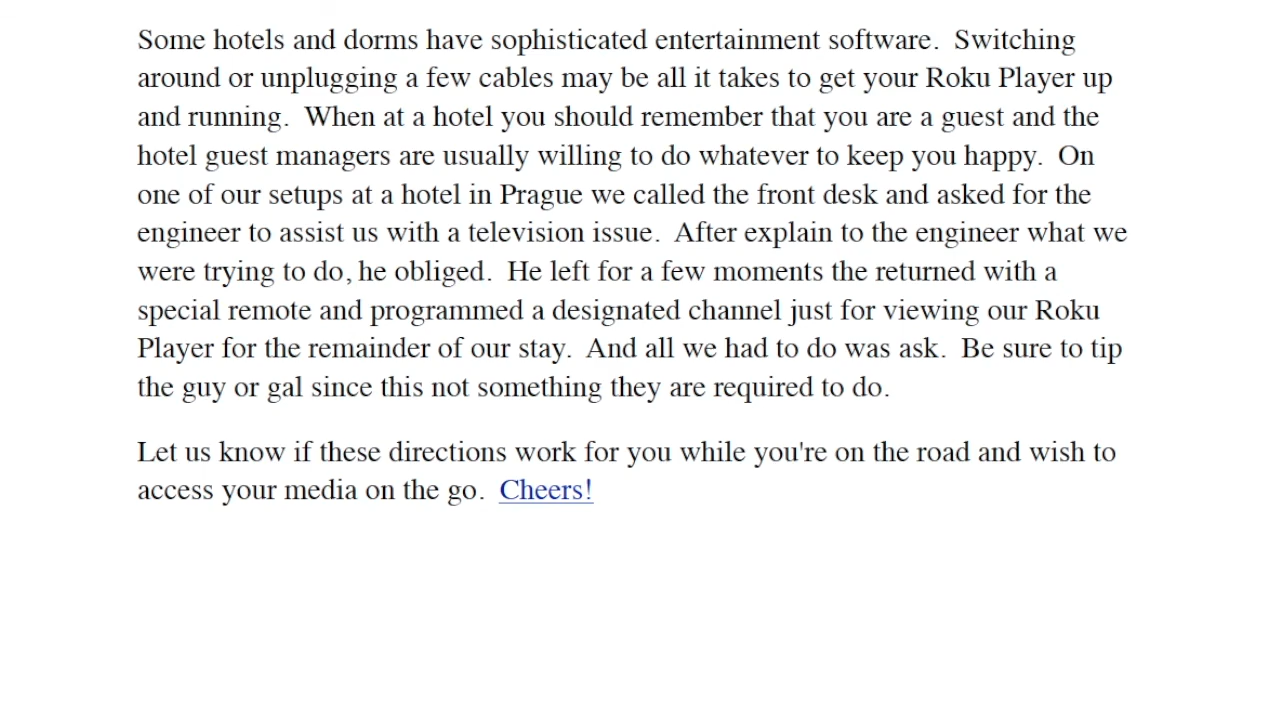 Some hotels and dorms have sophisticated entertainment software.  Switching
around or unplugging a few cables may be all it takes to get your Roku Player up
and running.  When at a hotel you should remember that you are a guest and the
hotel guest managers are usually willing to do whatever to keep you happy.  On
one of our setups at a hotel in Prague we called the front desk and asked for the
engineer to assist us with a television issue.  After explain to the engineer what we
were trying to do, he obliged.  He left for a few moments the returned with a
special remote and programmed a designated channel just for viewing our Roku
Player for the remainder of our stay.  And all we had to do was ask.  Be sure to tip
the guy or gal since this not something they are required to do.
Let us know if these directions work for you while you're on the road and wish to
access your media on the go.  Cheers!